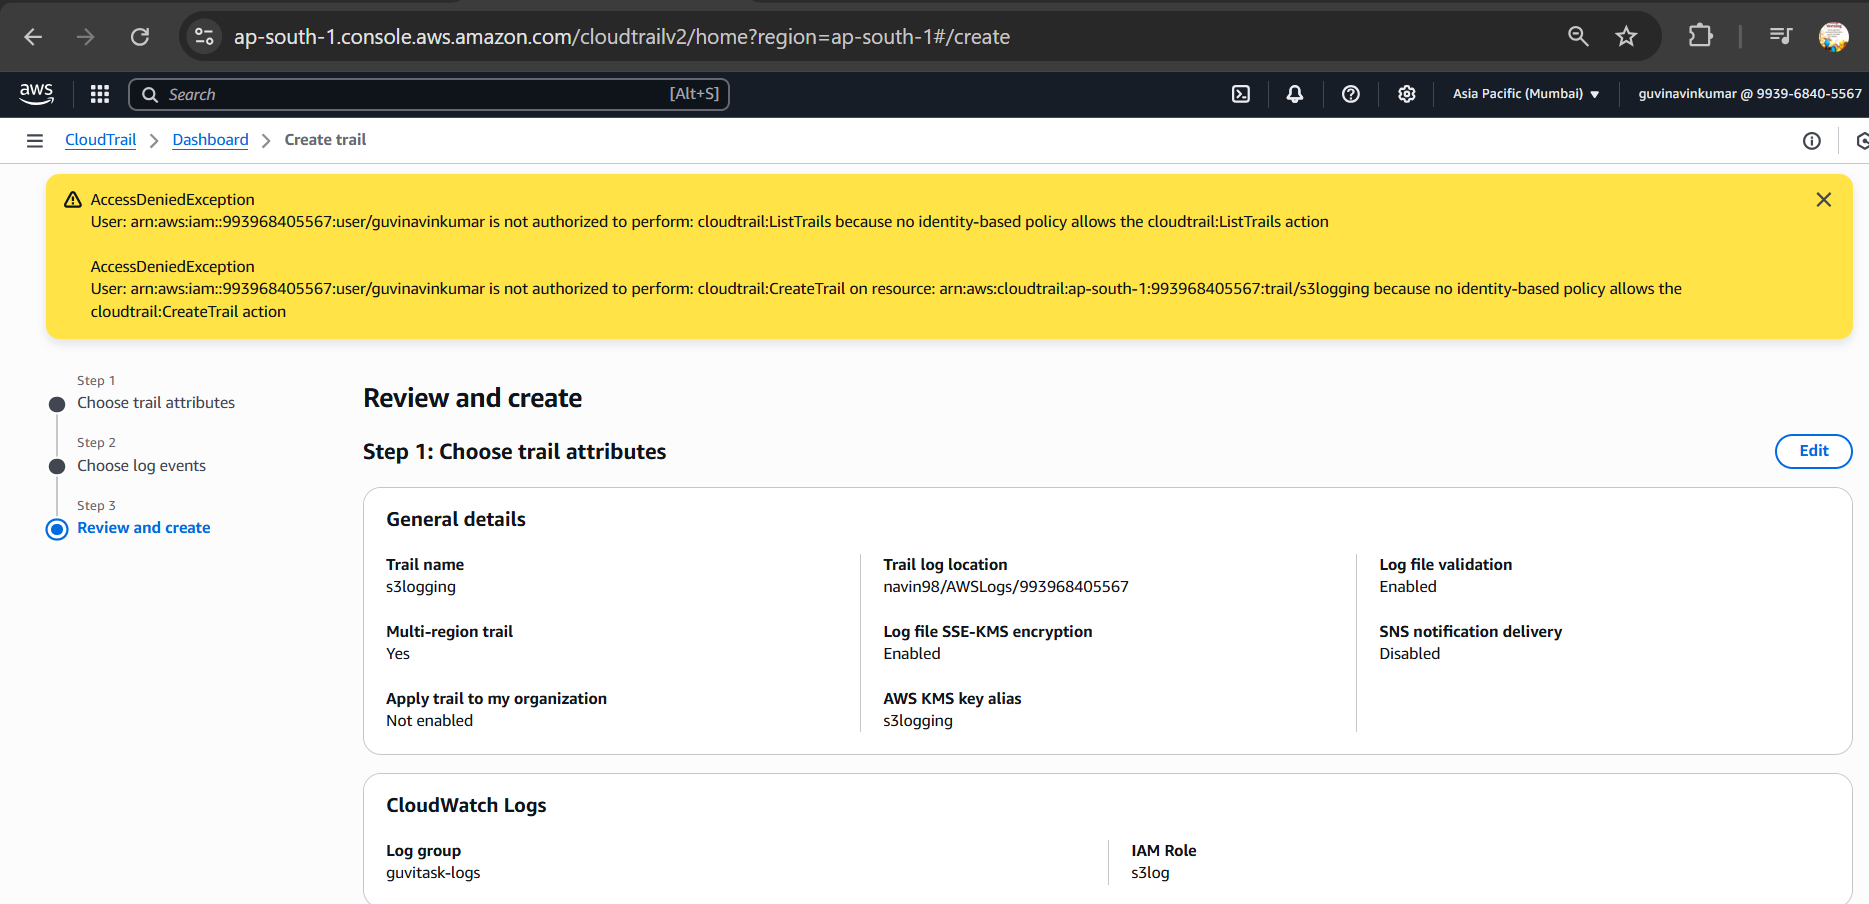 ap-south-1.console.aws.amazon.com/cloudtrailv2/home?region=ap-south-1#/create
aws
Search
[Alt+S]
Asia Pacific (Mumbai)
guvinavinkumar @ 9939-6840-5567
CloudTrail
Dashboard
Create trail
AccessDeniedException
User: arn:aws:iam::993968405567:user/guvinavinkumar is not authorized to perform: cloudtrail:ListTrails because no identity-based policy allows the cloudtrail:ListTrails action
AccessDeniedException
User: arn:aws:iam::993968405567:user/guvinavinkumar is not authorized to perform: cloudtrail:CreateTrail on resource: arn:aws:cloudtrail:ap-south-1:993968405567:trail/s3logging because no identity-based policy allows the
cloudtrail:CreateTrail action
Step 1
Choose trail attributes
Step 2
Choose log events
Step 3
Review and create
Review and create
Step 1: Choose trail attributes
Edit
General details
Trail name
s3logging
Multi-region trail
Yes
Apply trail to my organization
Not enabled
Trail log location
navin98/AWSLogs/993968405567
Log file SSE-KMS encryption
Enabled
AWS KMS key alias
s3logging
Log file validation
Enabled
SNS notification delivery
Disabled
CloudWatch Logs
Log group
guvitask-logs
IAM Role
s3log